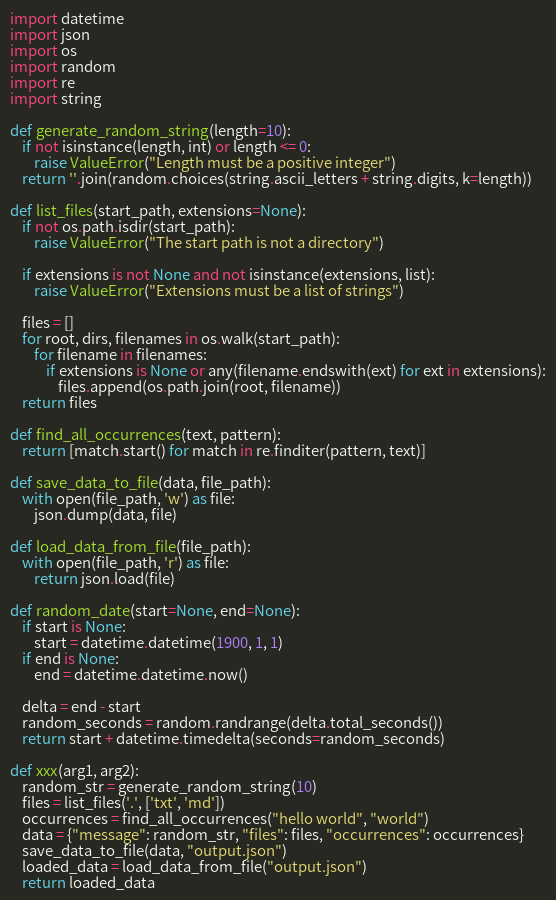 import datetime
import json
import os
import random
import re
import string

def generate_random_string(length=10):
    if not isinstance(length, int) or length <= 0:
        raise ValueError("Length must be a positive integer")
    return ''.join(random.choices(string.ascii_letters + string.digits, k=length))

def list_files(start_path, extensions=None):
    if not os.path.isdir(start_path):
        raise ValueError("The start path is not a directory")

    if extensions is not None and not isinstance(extensions, list):
        raise ValueError("Extensions must be a list of strings")

    files = []
    for root, dirs, filenames in os.walk(start_path):
        for filename in filenames:
            if extensions is None or any(filename.endswith(ext) for ext in extensions):
                files.append(os.path.join(root, filename))
    return files

def find_all_occurrences(text, pattern):
    return [match.start() for match in re.finditer(pattern, text)]

def save_data_to_file(data, file_path):
    with open(file_path, 'w') as file:
        json.dump(data, file)

def load_data_from_file(file_path):
    with open(file_path, 'r') as file:
        return json.load(file)

def random_date(start=None, end=None):
    if start is None:
        start = datetime.datetime(1900, 1, 1)
    if end is None:
        end = datetime.datetime.now()

    delta = end - start
    random_seconds = random.randrange(delta.total_seconds())
    return start + datetime.timedelta(seconds=random_seconds)

def xxx(arg1, arg2):
    random_str = generate_random_string(10)
    files = list_files('.', ['txt', 'md'])
    occurrences = find_all_occurrences("hello world", "world")
    data = {"message": random_str, "files": files, "occurrences": occurrences}
    save_data_to_file(data, "output.json")
    loaded_data = load_data_from_file("output.json")
    return loaded_data